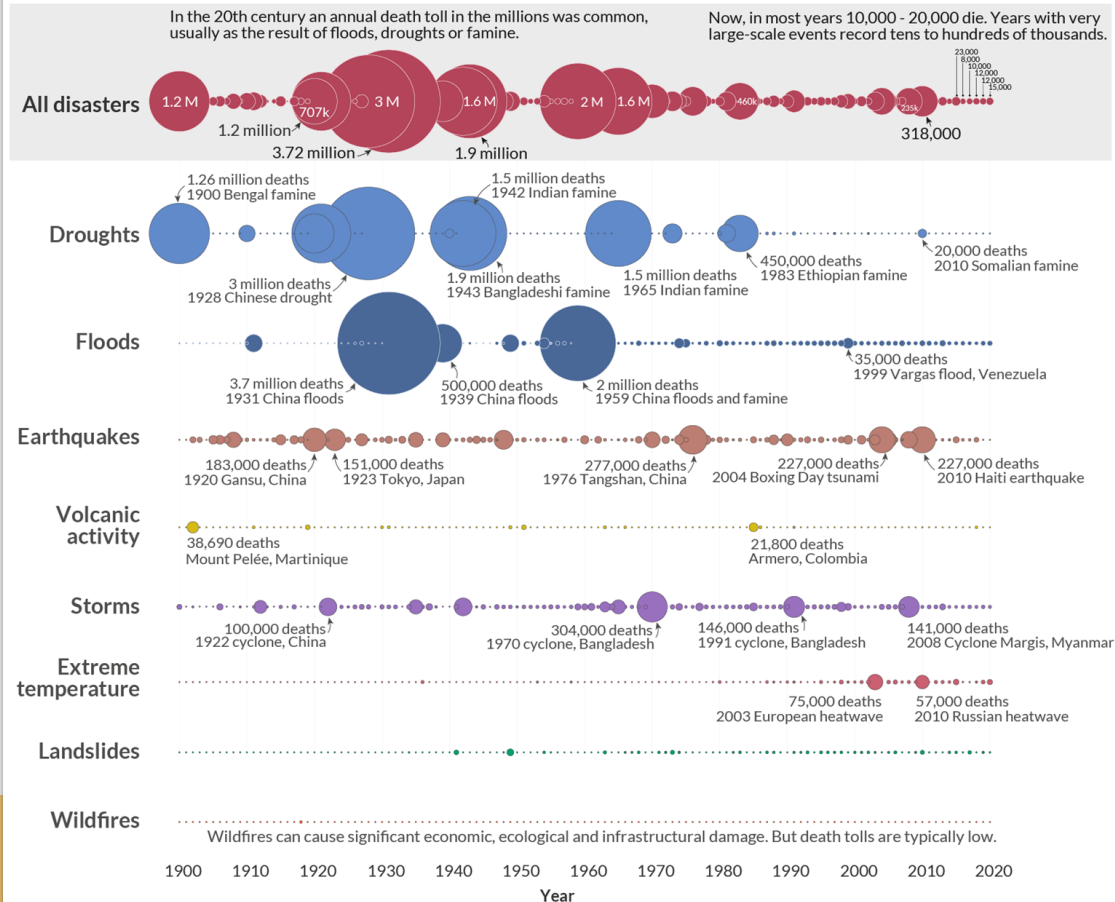 In the 20th century an annual death toll in the millions was common,
usually as the result of floods, droughts or famine.
Now, in most years 10,000 - 20,000 die. Years with very
large-scale events record tens to hundreds of thousands.
23,000
8,000
10,000
12,000
12,000
15,000
All disasters
1.2 M
707k
3 M
1.6 M
2 M
1.6 M
460k
235k
1.2 million
3.72 million
1.9 million
318,000
Droughts
1.26 million deaths
1900 Bengal famine
1.5 million deaths
1942 Indian famine
3 million deaths
1928 Chinese drought
1.9 million deaths
1943 Bangladeshi famine
1.5 million deaths
1965 Indian famine
450,000 deaths
1983 Ethiopian famine
20,000 deaths
2010 Somalian famine
Floods
3.7 million deaths
1931 China floods
500,000 deaths
1939 China floods
2 million deaths
1959 China floods and famine
35,000 deaths
1999 Vargas flood, Venezuela
Earthquakes
183,000 deaths
1920 Gansu, China
151,000 deaths
1923 Tokyo, Japan
277,000 deaths
1976 Tangshan, China
227,000 deaths
2004 Boxing Day tsunami
227,000 deaths
2010 Haiti earthquake
Volcanic
activity
38,690 deaths
Mount Pelée, Martinique
21,800 deaths
Armero, Colombia
Storms
100,000 deaths
1922 cyclone, China
304,000 deaths
1970 cyclone, Bangladesh
146,000 deaths
1991 cyclone, Bangladesh
141,000 deaths
2008 Cyclone Margis, Myanmar
Extreme
temperature
75,000 deaths
2003 European heatwave
57,000 deaths
2010 Russian heatwave
Landslides
Wildfires
Wildfires can cause significant economic, ecological and infrastructural damage. But death tolls are typically low.
1900 1910 1920 1930 1940 1950 1960 1970 1980 1990 2000 2010 2020
Year